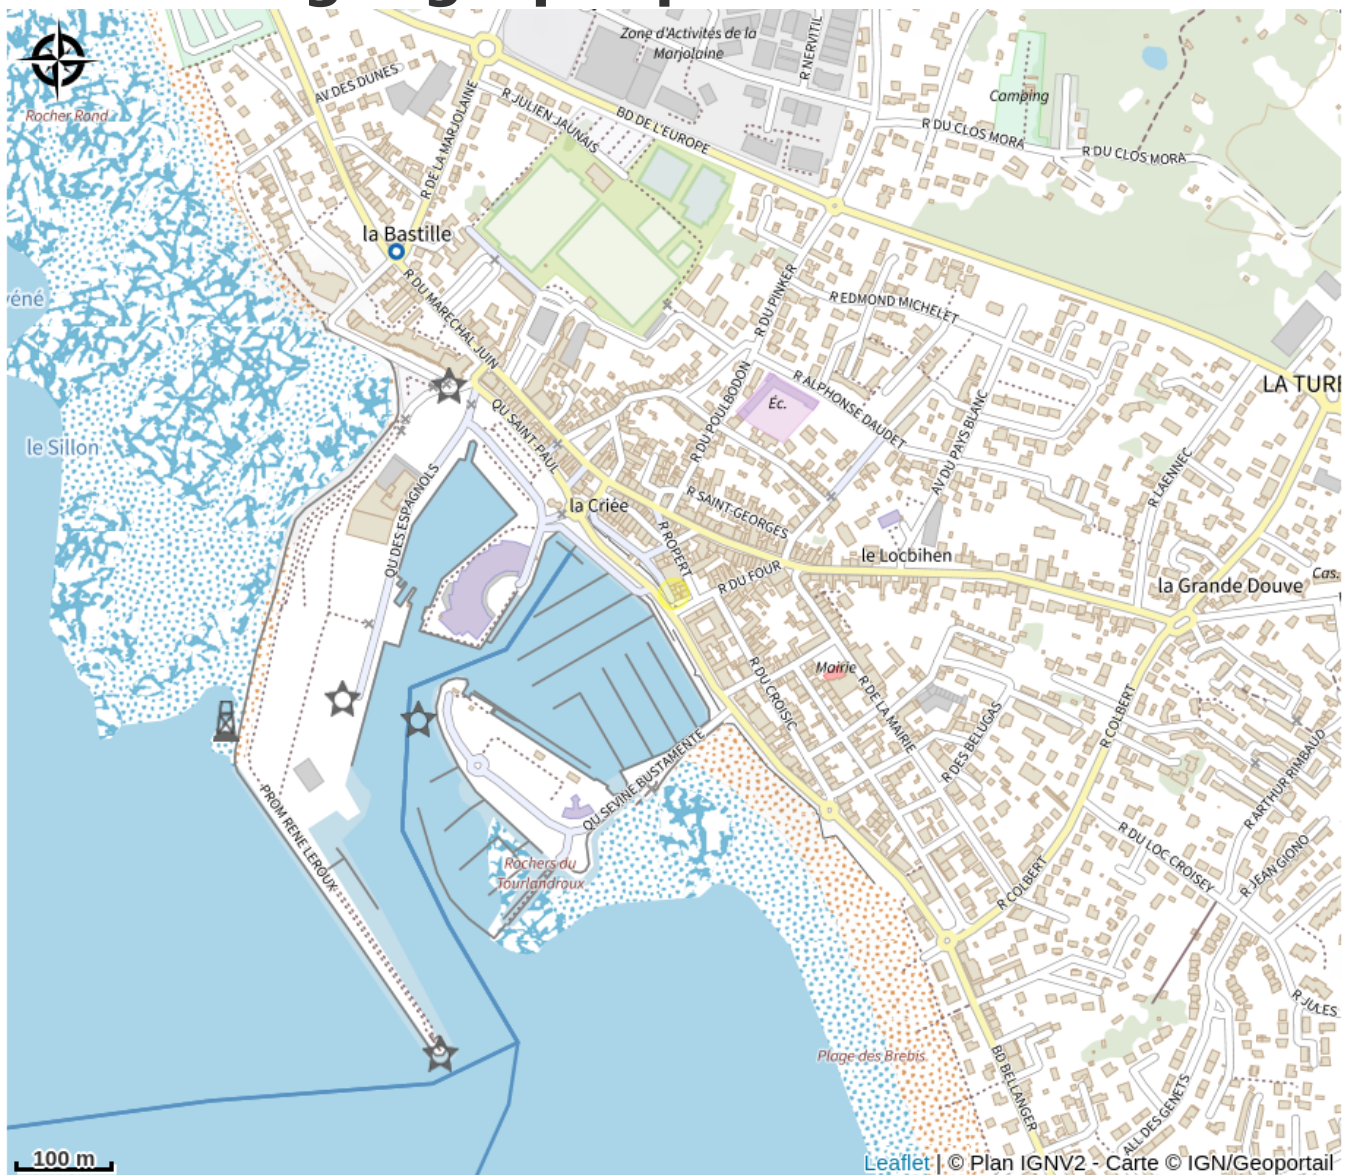 Zone d'Activités de la
Marjolaine
R NERVITIL
AV DES DUNES
R DE LA MARJOLAINE
R JULIEN JAUNAIS
BD DE L'EUROPE
Camping
R DU CLOS MORA
R DU CLOS MORA
Rocher Rond
la Bastille
R DU MARECHAL JUIN
R DU PINKER
R EDMOND MICHELET
R DU POULBODON
Éc.
R ALPHONSE DAUDET
AV DU PAYS BLANC
LA TURE
le Sillon
QU SAINT-PAUL
QU DES ESPAGNOLS
la Criée
R SAINT-GEORGES
R ROPERT
R DU FOUR
le Locbihen
R LAENNEC
la Grande Douve
Cas.
Mairie
R DU CROISIC
R DE LA MAIRIE
R DES BELUGAS
R COLBERT
R ARTHUR RIMBAUD
QU SEVINE BUSTAMENTE
PROM RENE LEROUX
Rochers du
Tourlandroux
R DU LOC CROISEY
R JEAN GIONO
R COLBERT
R JULES
Plage des Brebis
BD BELLANGER
ALL DES GENETS
100 m
Leaflet | © Plan IGNV2 - Carte © IGN/Geoportail